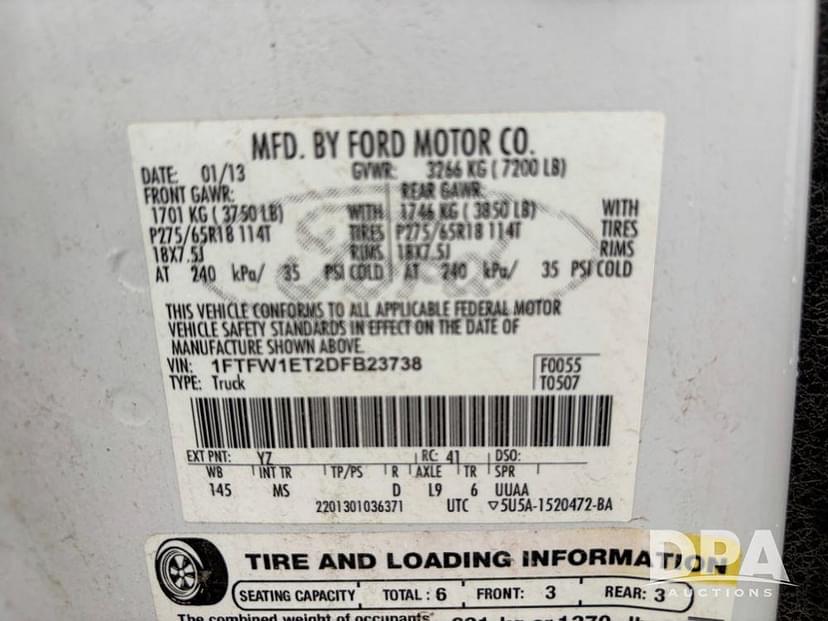 MFD. BY FORD MOTOR CO.
DATE: 01/13 GVWR: 3266 KG ( 7200 LB)
FRONT GAWR: REAR GAWR:
1701 KG ( 3750 LB) WITH 1746 KG ( 3850 LB) WITH
P275/65R18 114T TIRES P275/65R18 114T TIRES
18X7.5J RIMS 18X7.5J RIMS
AT 240 kPa/ 35 PSI COLD AT 240 kPa/ 35 PSI COLD
Ford
THIS VEHICLE CONFORMS TO ALL APPLICABLE FEDERAL MOTOR
VEHICLE SAFETY STANDARDS IN EFFECT ON THE DATE OF
MANUFACTURE SHOWN ABOVE.
VIN: 1FTFW1ET2DFB23738 F0055
TYPE: Truck T0507
EXT PNT: YZ RC: 41 DSO:
WB INT TR TP/PS R AXLE TR SPR
145 MS D L9 6 UUAA
2201301036371 UTC ▽5U5A-1520472-BA
TIRE AND LOADING INFORMATION
SEATING CAPACITY TOTAL : 6 FRONT: 3 REAR: 3
The combined weight of occupants
DPA
AUCTIONS